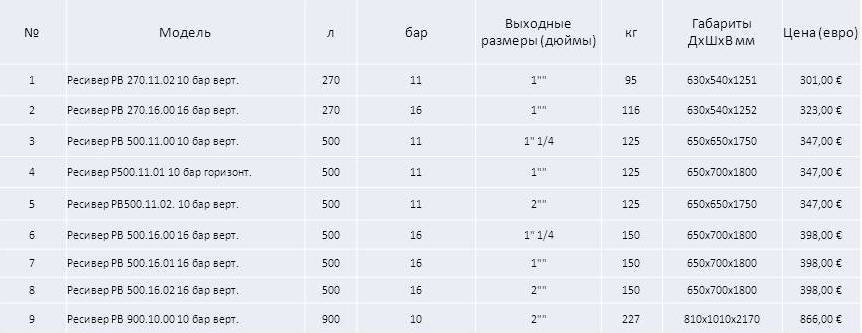 № Модель л бар Выходные размеры (дюймы) кг Габариты ДхШхВ мм Цена (евро)
1 Ресивер РВ 270.11.02 10 бар верт. 270 11 1"" 95 630x540x1251 301,00 €
2 Ресивер РВ 270.16.00 16 бар верт. 270 16 1"" 116 630x540x1252 323,00 €
3 Ресивер РВ 500.11.00 10 бар верт. 500 11 1" 1/4 125 650x650x1750 347,00 €
4 Ресивер Р500.11.01 10 бар горизонт. 500 11 1"" 125 650x700x1800 347,00 €
5 Ресивер РВ500.11.02. 10 бар верт. 500 11 2"" 125 650x650x1750 347,00 €
6 Ресивер РВ 500.16.00 16 бар верт. 500 16 1" 1/4 150 650x700x1800 398,00 €
7 Ресивер РВ 500.16.01 16 бар верт. 500 16 1"" 150 650x700x1800 398,00 €
8 Ресивер РВ 500.16.02 16 бар верт. 500 16 2"" 150 650x700x1800 398,00 €
9 Ресивер РВ 900.10.00 10 бар верт. 900 10 2"" 227 810x1010x2170 866,00 €